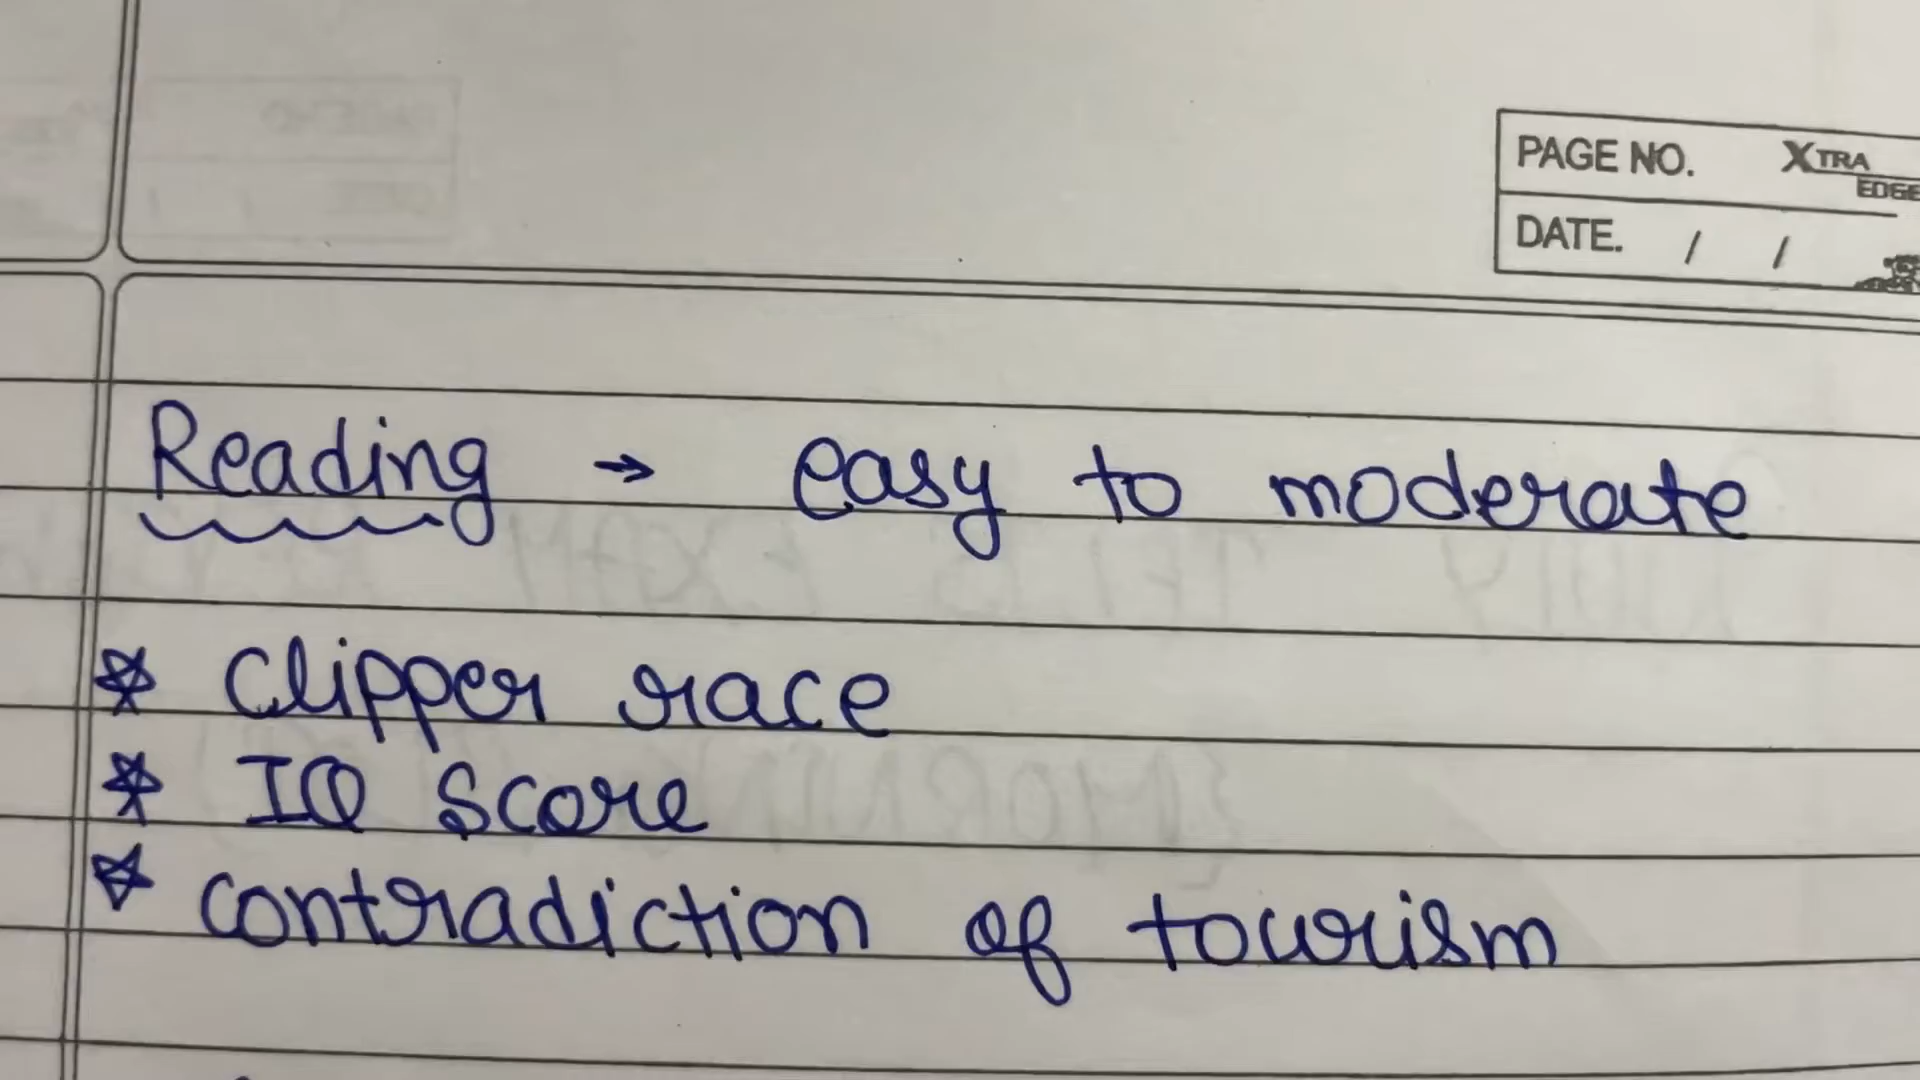 PAGE NO. XTRA EDGE
DATE. / /
Reading → easy to moderate
☆ Clipper race
☆ IQ Score
☆ contradiction of tourism